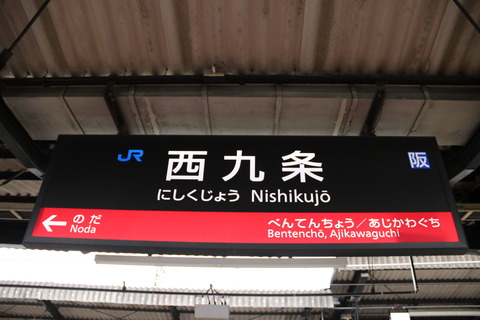 JR 西九条 阪
にしくじょう Nishikujō
← のだ べんてんちょう／あじかわぐち
Noda Bentenchō, Ajikawaguchi